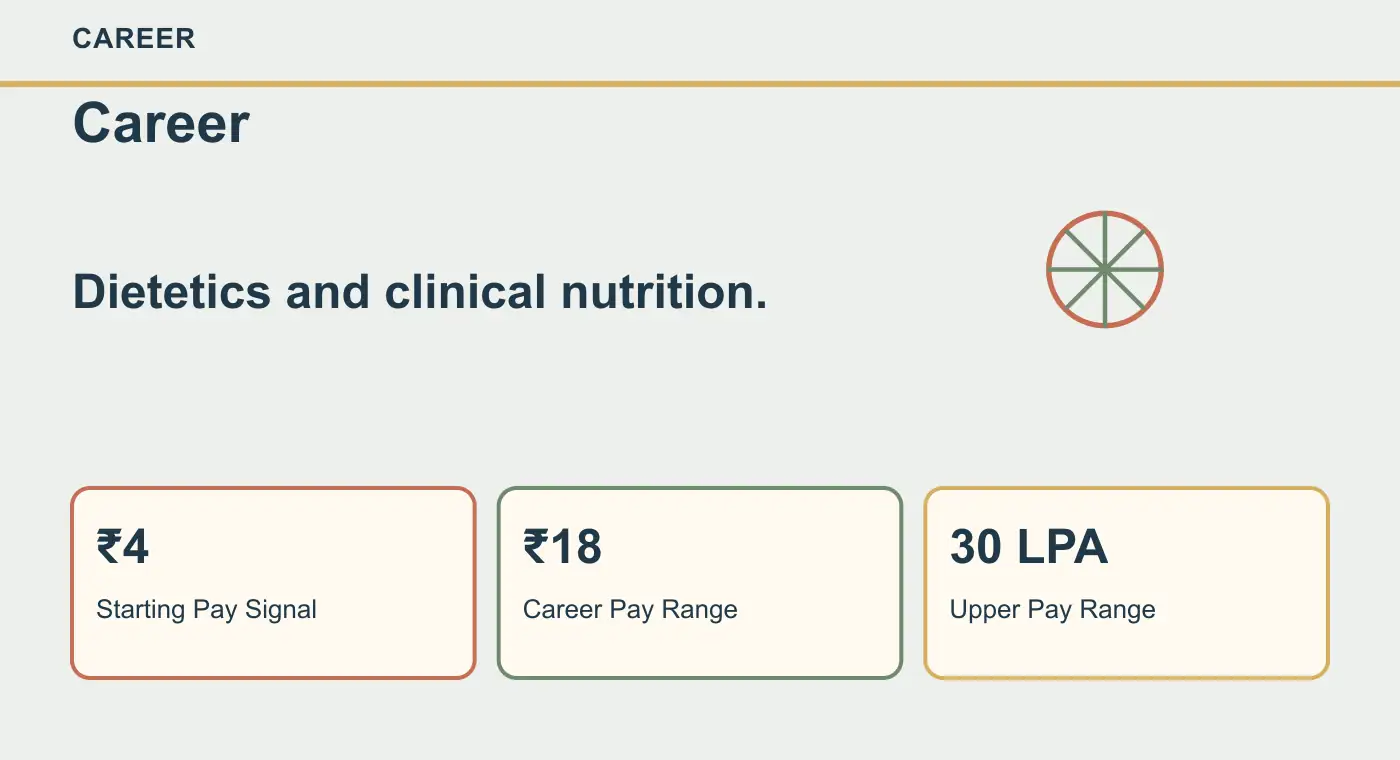 CAREER
Career
Dietetics and clinical nutrition.
₹4
Starting Pay Signal
₹18
Career Pay Range
30 LPA
Upper Pay Range